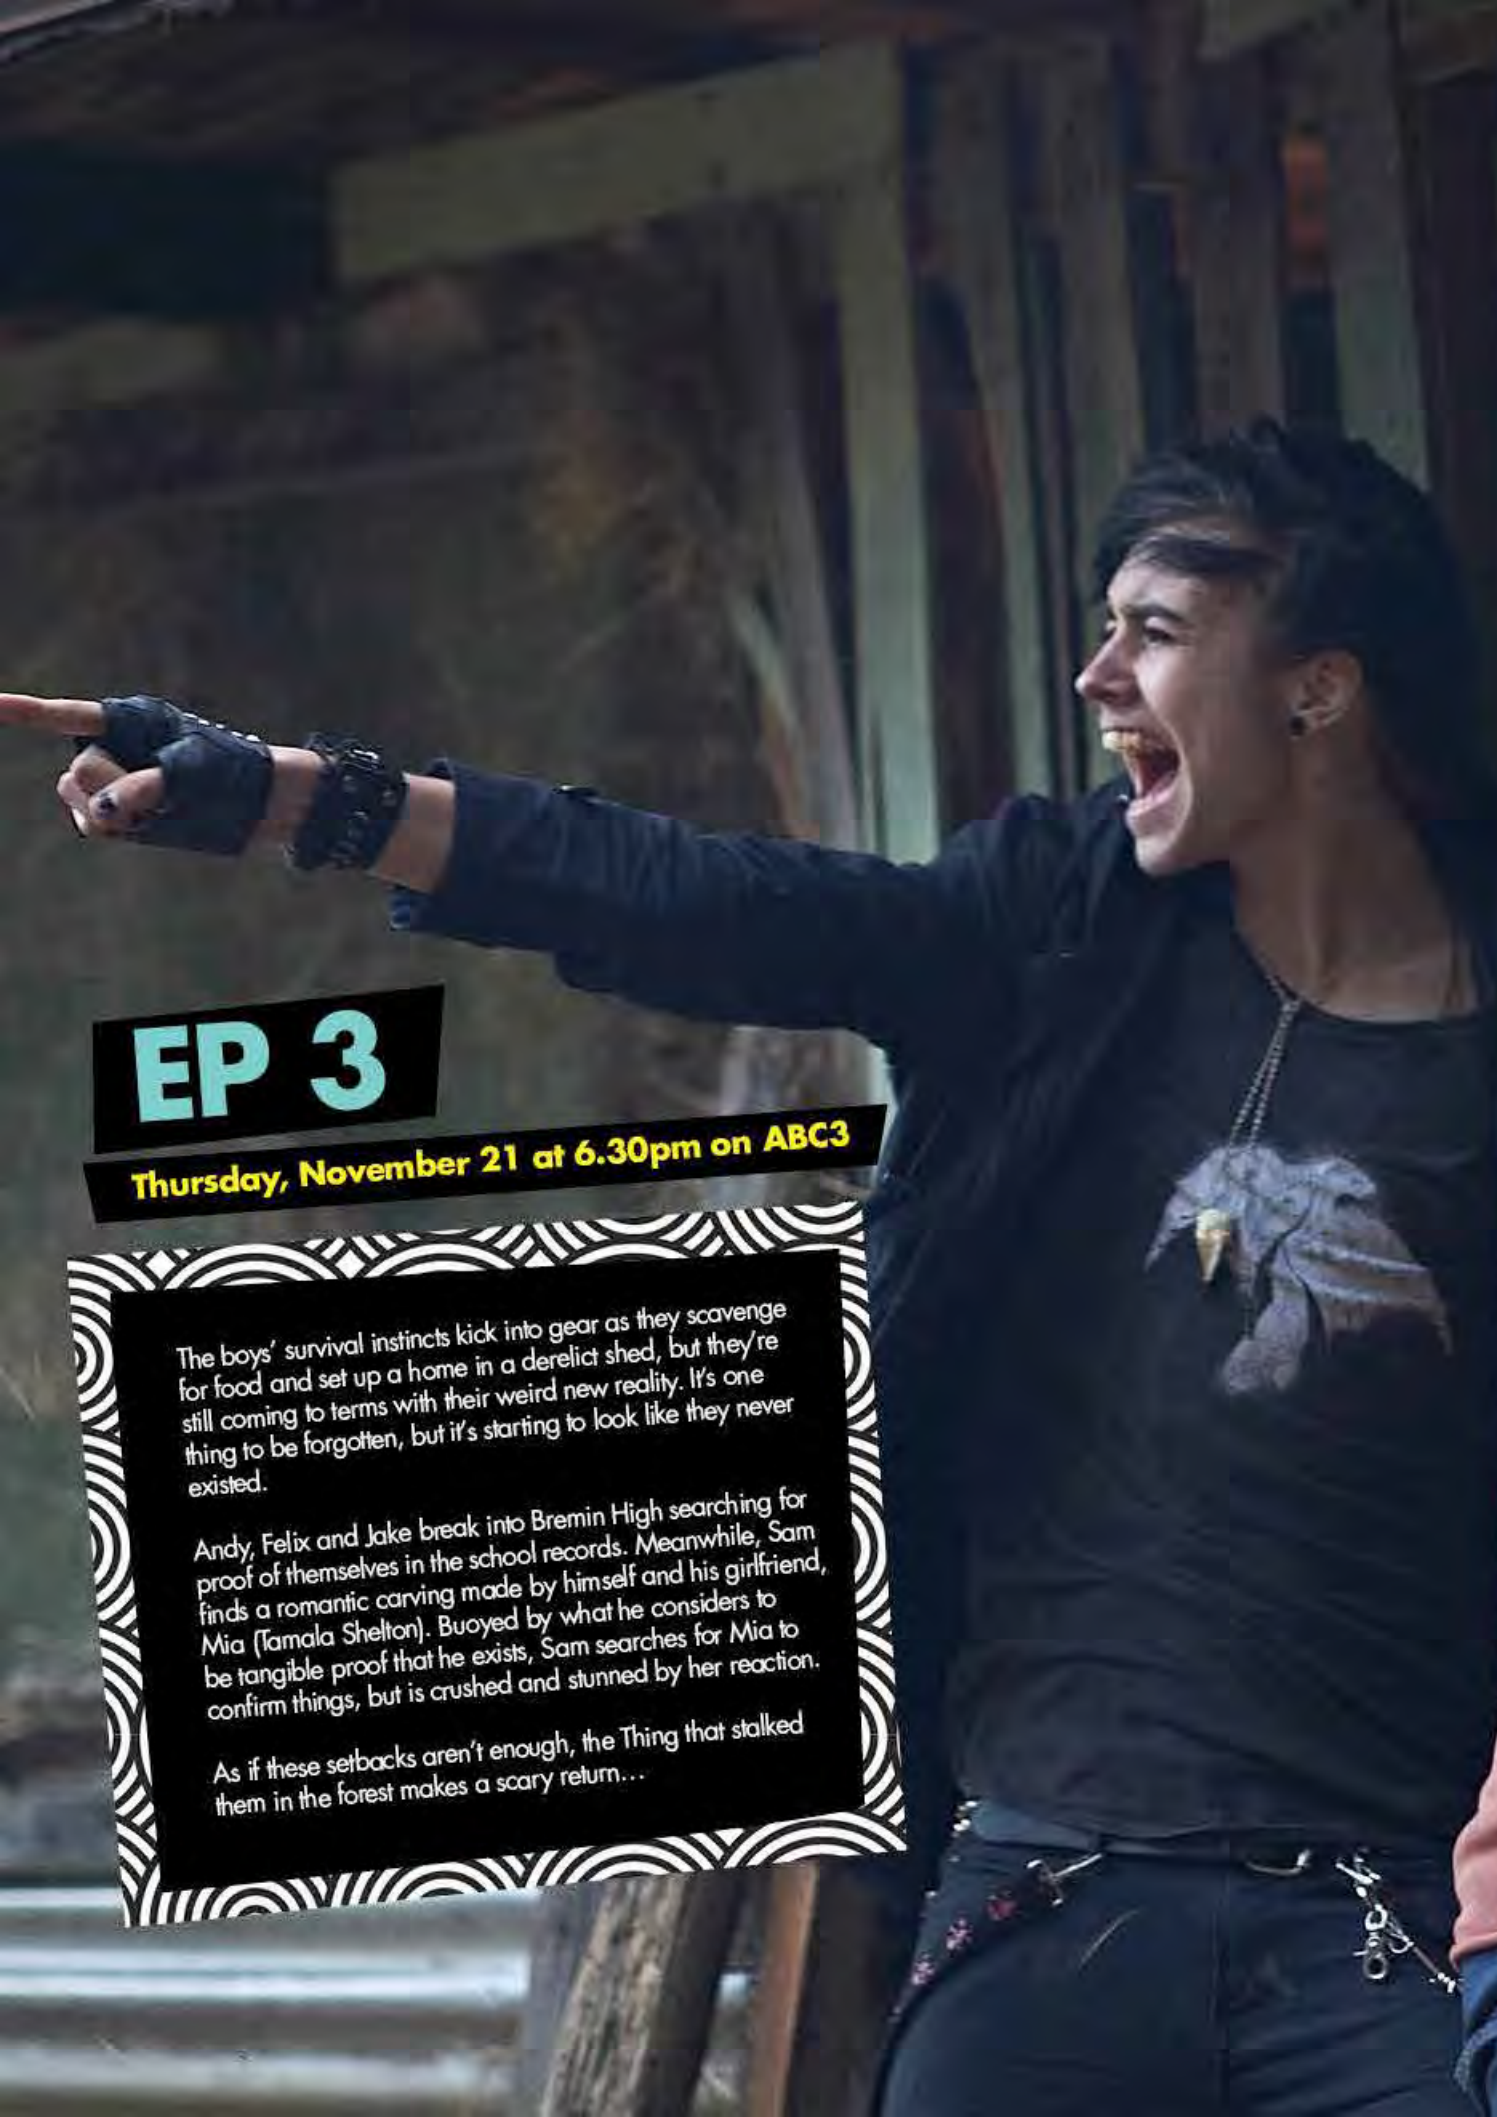 EP 3
Thursday, November 21 at 6.30pm on ABC3
The boys' survival instincts kick into gear as they scavenge
for food and set up a home in a derelict shed, but they're
still coming to terms with their weird new reality. It's one
thing to be forgotten, but it's starting to look like they never
existed.
Andy, Felix and Jake break into Bremin High searching for
proof of themselves in the school records. Meanwhile, Sam
finds a romantic carving made by himself and his girlfriend,
Mia (Tamala Shelton). Buoyed by what he considers to
be tangible proof that he exists, Sam searches for Mia to
confirm things, but is crushed and stunned by her reaction.
As if these setbacks aren't enough, the Thing that stalked
them in the forest makes a scary return...